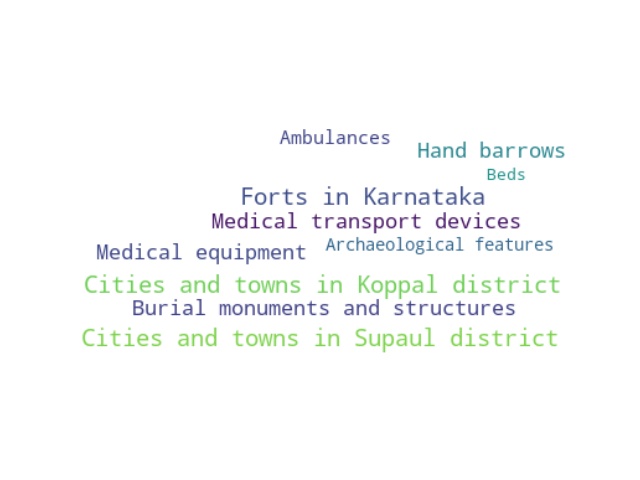 Ambulances
Hand barrows
Beds
Forts in Karnataka
Medical transport devices
Archaeological features
Medical equipment
Cities and towns in Koppal district
Burial monuments and structures
Cities and towns in Supaul district